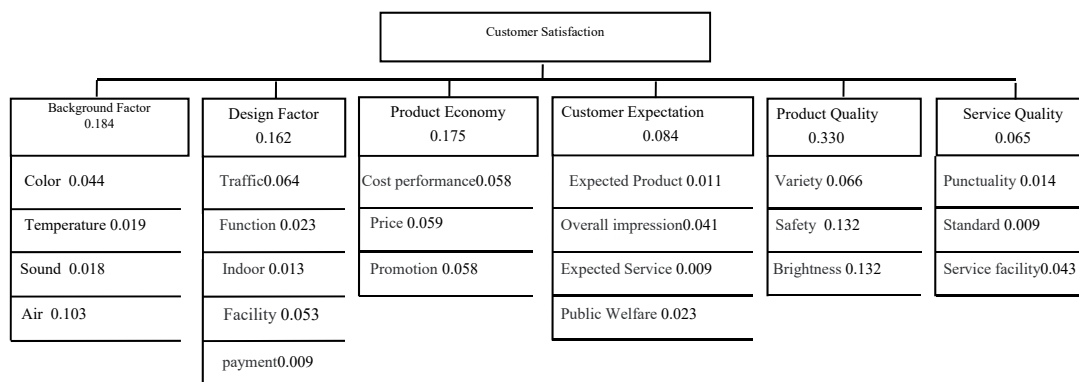 Customer Satisfaction
Background Factor
0.184
Color 0.044
Temperature 0.019
Sound 0.018
Air 0.103
Design Factor
0.162
Traffic0.064
Function 0.023
Indoor 0.013
Facility 0.053
payment0.009
Product Economy
0.175
Cost performance0.058
Price 0.059
Promotion 0.058
Customer Expectation
0.084
Expected Product 0.011
Overall impression0.041
Expected Service 0.009
Public Welfare 0.023
Product Quality
0.330
Variety 0.066
Safety 0.132
Brightness 0.132
Service Quality
0.065
Punctuality 0.014
Standard 0.009
Service facility0.043